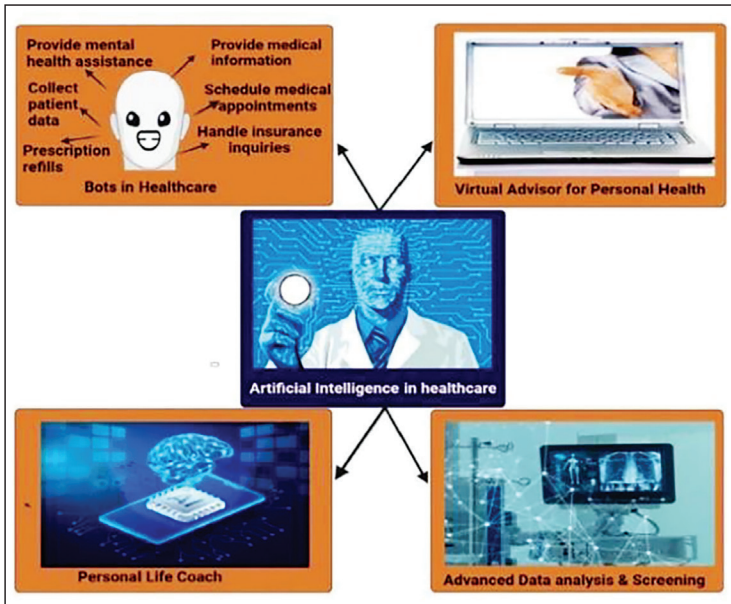 Provide mental
health assistance
Provide medical
information
Collect
patient
data
Schedule medical
appointments
Prescription
refills
Handle insurance
inquiries
Bots in Healthcare
Virtual Advisor for Personal Health
Artificial Intelligence in healthcare
AI
Personal Life Coach
Advanced Data analysis & Screening